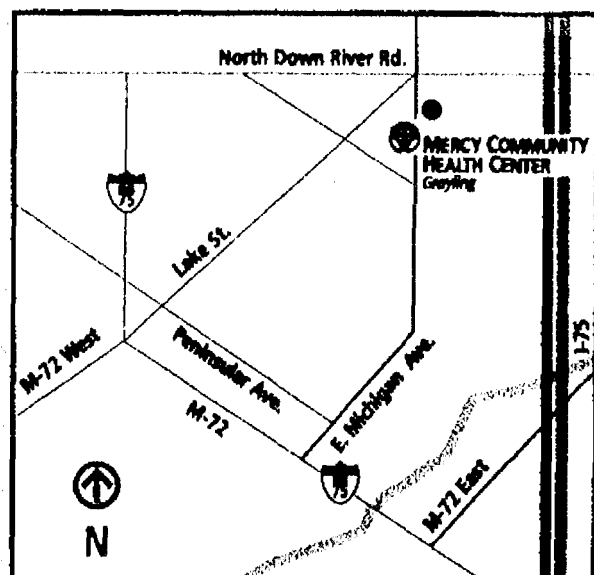 North Down River Rd.
MERCY COMMUNITY
HEALTH CENTER
Grayling
75
Lake St.
M-72 West
Peninsular Ave.
M-72
E. Michigan Ave.
I-75
75
M-72 East
N